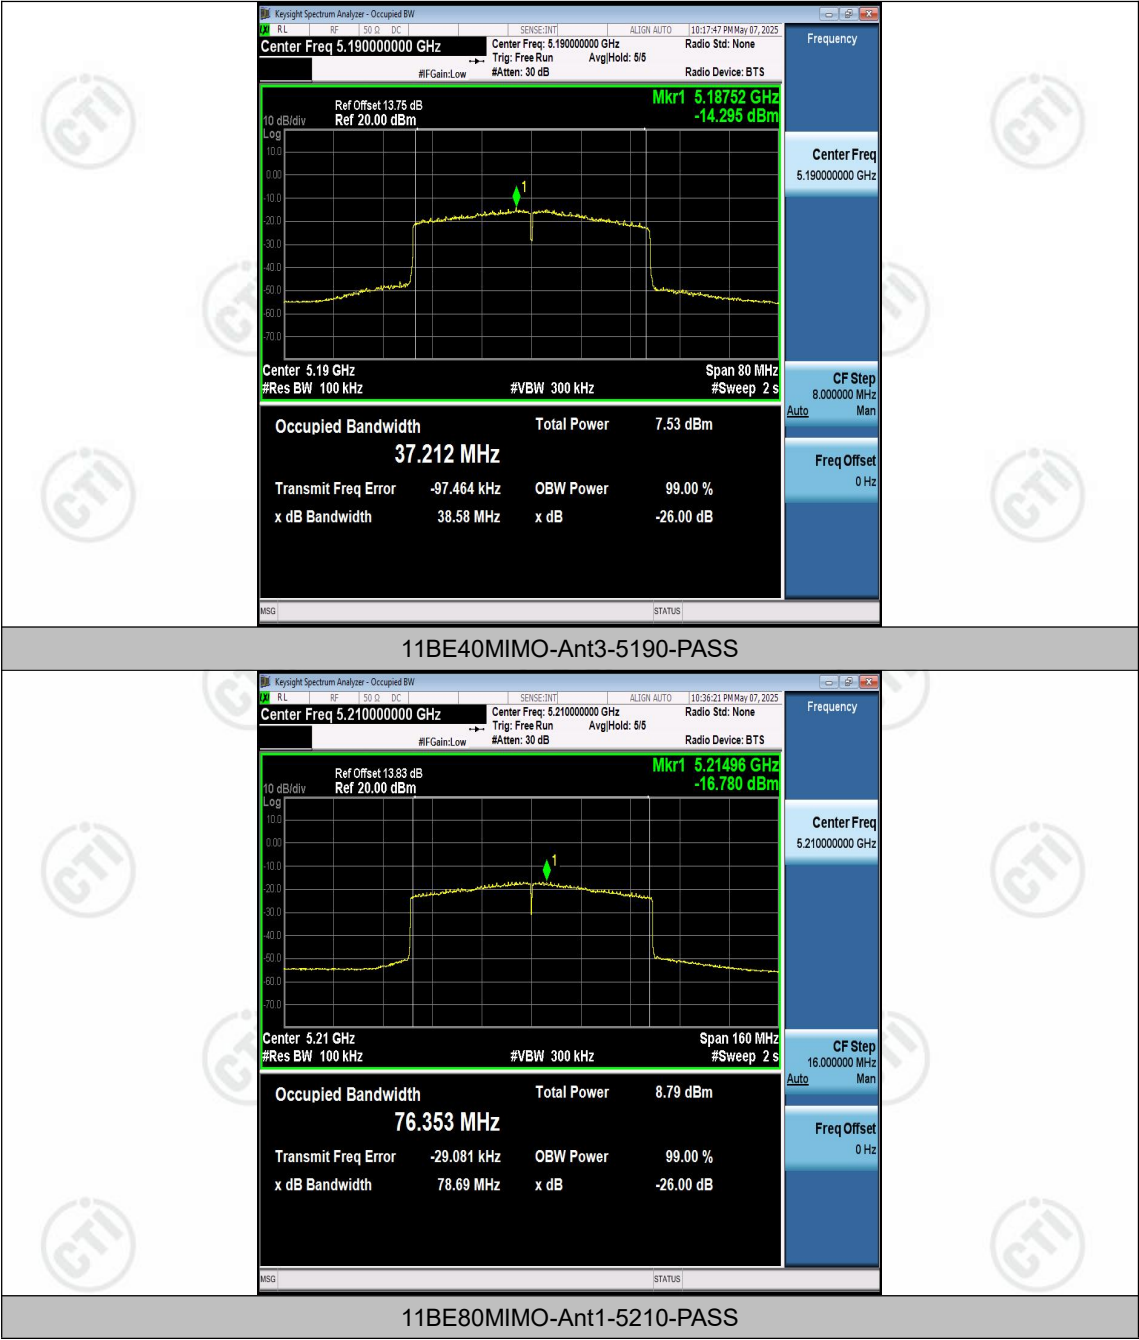 Keysight Spectrum Analyzer - Occupied BW
RL RF 50 Ω DC SENSE:INT ALIGN AUTO 10:17:47 PM May 07, 2025
Center Freq 5.190000000 GHz
Center Freq: 5.190000000 GHz
Radio Std: None
Trig: Free Run Avg|Hold: 5/5
#IFGain:Low
#Atten: 30 dB
Radio Device: BTS
Frequency
Mkr1 5.18752 GHz
-14.295 dBm
Ref Offset 13.75 dB
10 dB/div Ref 20.00 dBm
Log
10.0
0.00
-10.0
-20.0
-30.0
-40.0
-50.0
-60.0
-70.0
1
Center 5.19 GHz Span 80 MHz
#Res BW 100 kHz #VBW 300 kHz #Sweep 2 s
Center Freq
5.190000000 GHz
CF Step
8.000000 MHz
Auto Man
Freq Offset
0 Hz
Occupied Bandwidth Total Power 7.53 dBm
37.212 MHz
Transmit Freq Error -97.464 kHz OBW Power 99.00 %
x dB Bandwidth 38.58 MHz x dB -26.00 dB
MSG STATUS
11BE40MIMO-Ant3-5190-PASS
Keysight Spectrum Analyzer - Occupied BW
RL RF 50 Ω DC SENSE:INT ALIGN AUTO 10:36:21 PM May 07, 2025
Center Freq 5.210000000 GHz
Center Freq: 5.210000000 GHz
Radio Std: None
Trig: Free Run Avg|Hold: 5/5
#IFGain:Low
#Atten: 30 dB
Radio Device: BTS
Frequency
Mkr1 5.21496 GHz
-16.780 dBm
Ref Offset 13.83 dB
10 dB/div Ref 20.00 dBm
Log
10.0
0.00
-10.0
-20.0
-30.0
-40.0
-50.0
-60.0
-70.0
1
Center 5.21 GHz Span 160 MHz
#Res BW 100 kHz #VBW 300 kHz #Sweep 2 s
Center Freq
5.210000000 GHz
CF Step
16.000000 MHz
Auto Man
Freq Offset
0 Hz
Occupied Bandwidth Total Power 8.79 dBm
76.353 MHz
Transmit Freq Error -29.081 kHz OBW Power 99.00 %
x dB Bandwidth 78.69 MHz x dB -26.00 dB
MSG STATUS
11BE80MIMO-Ant1-5210-PASS
CTI
CTI
CTI
CTI
CTI
CTI
CTI
CTI
CTI
CTI
CTI
CTI
CTI
CTI